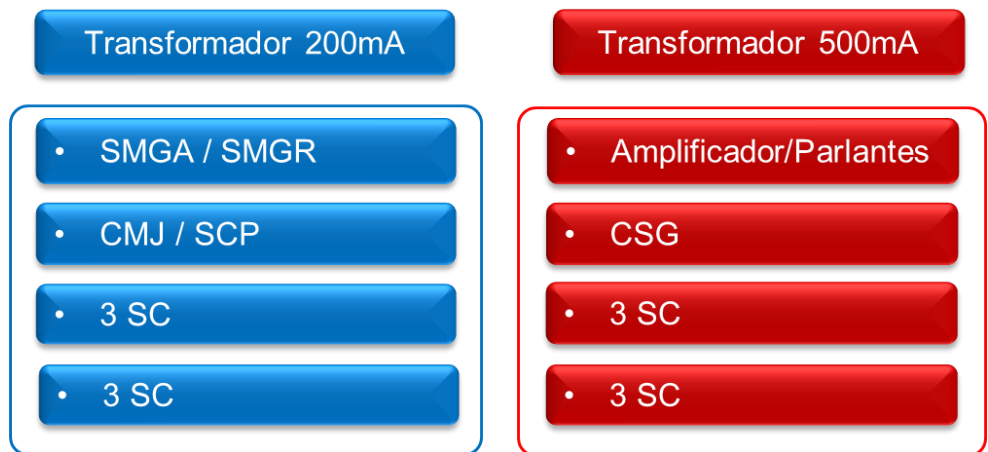 Transformador 200mA
• SMGA / SMGR
• CMJ / SCP
• 3 SC
• 3 SC
Transformador 500mA
• Amplificador/Parlantes
• CSG
• 3 SC
• 3 SC